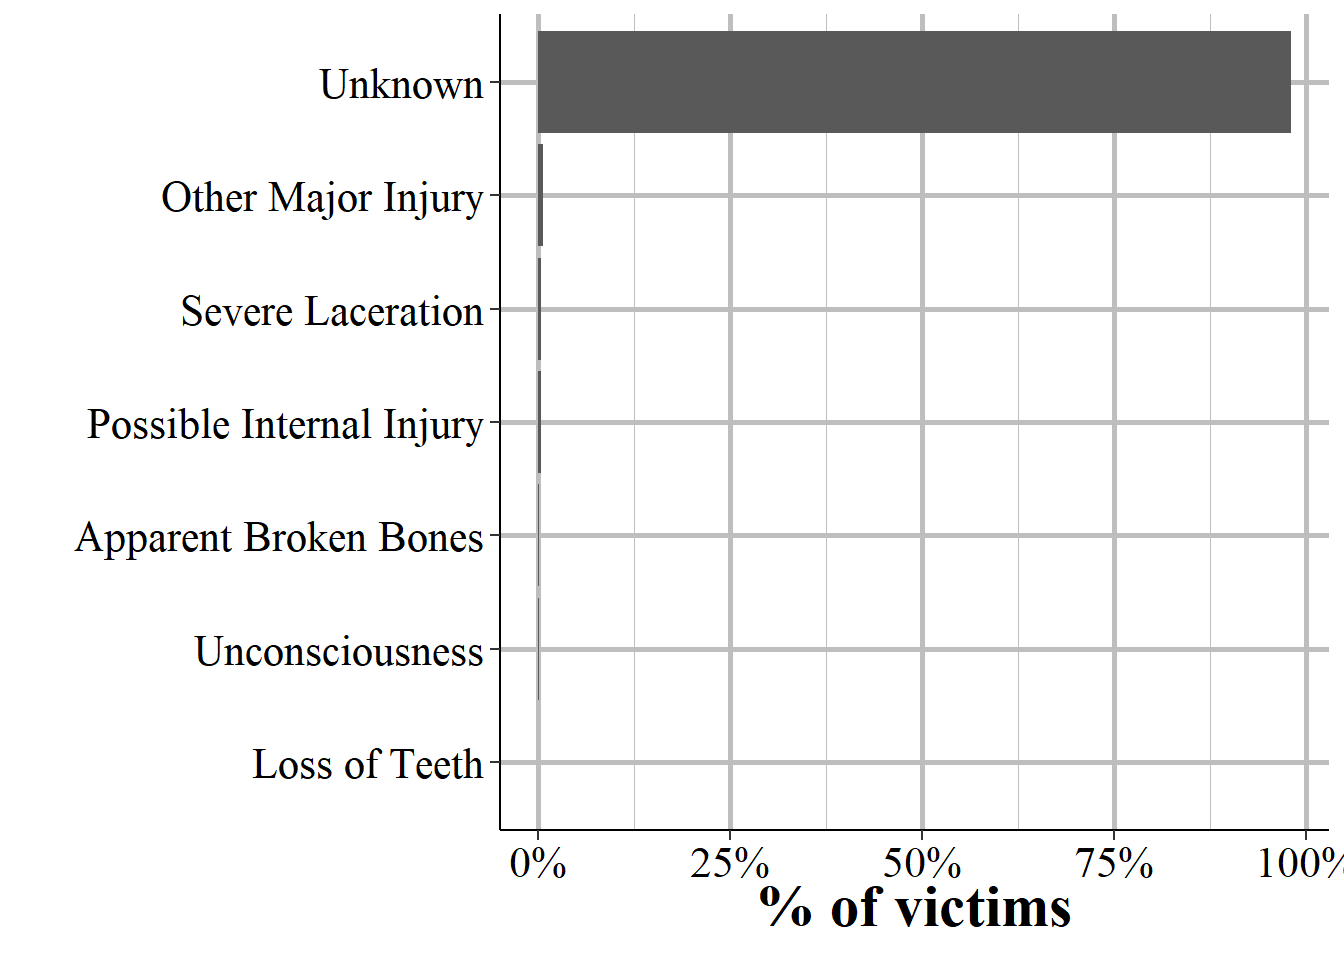 Unknown
Other Major Injury
Severe Laceration
Possible Internal Injury
Apparent Broken Bones
Unconsciousness
Loss of Teeth
0% 25% 50% 75% 100%
% of victims